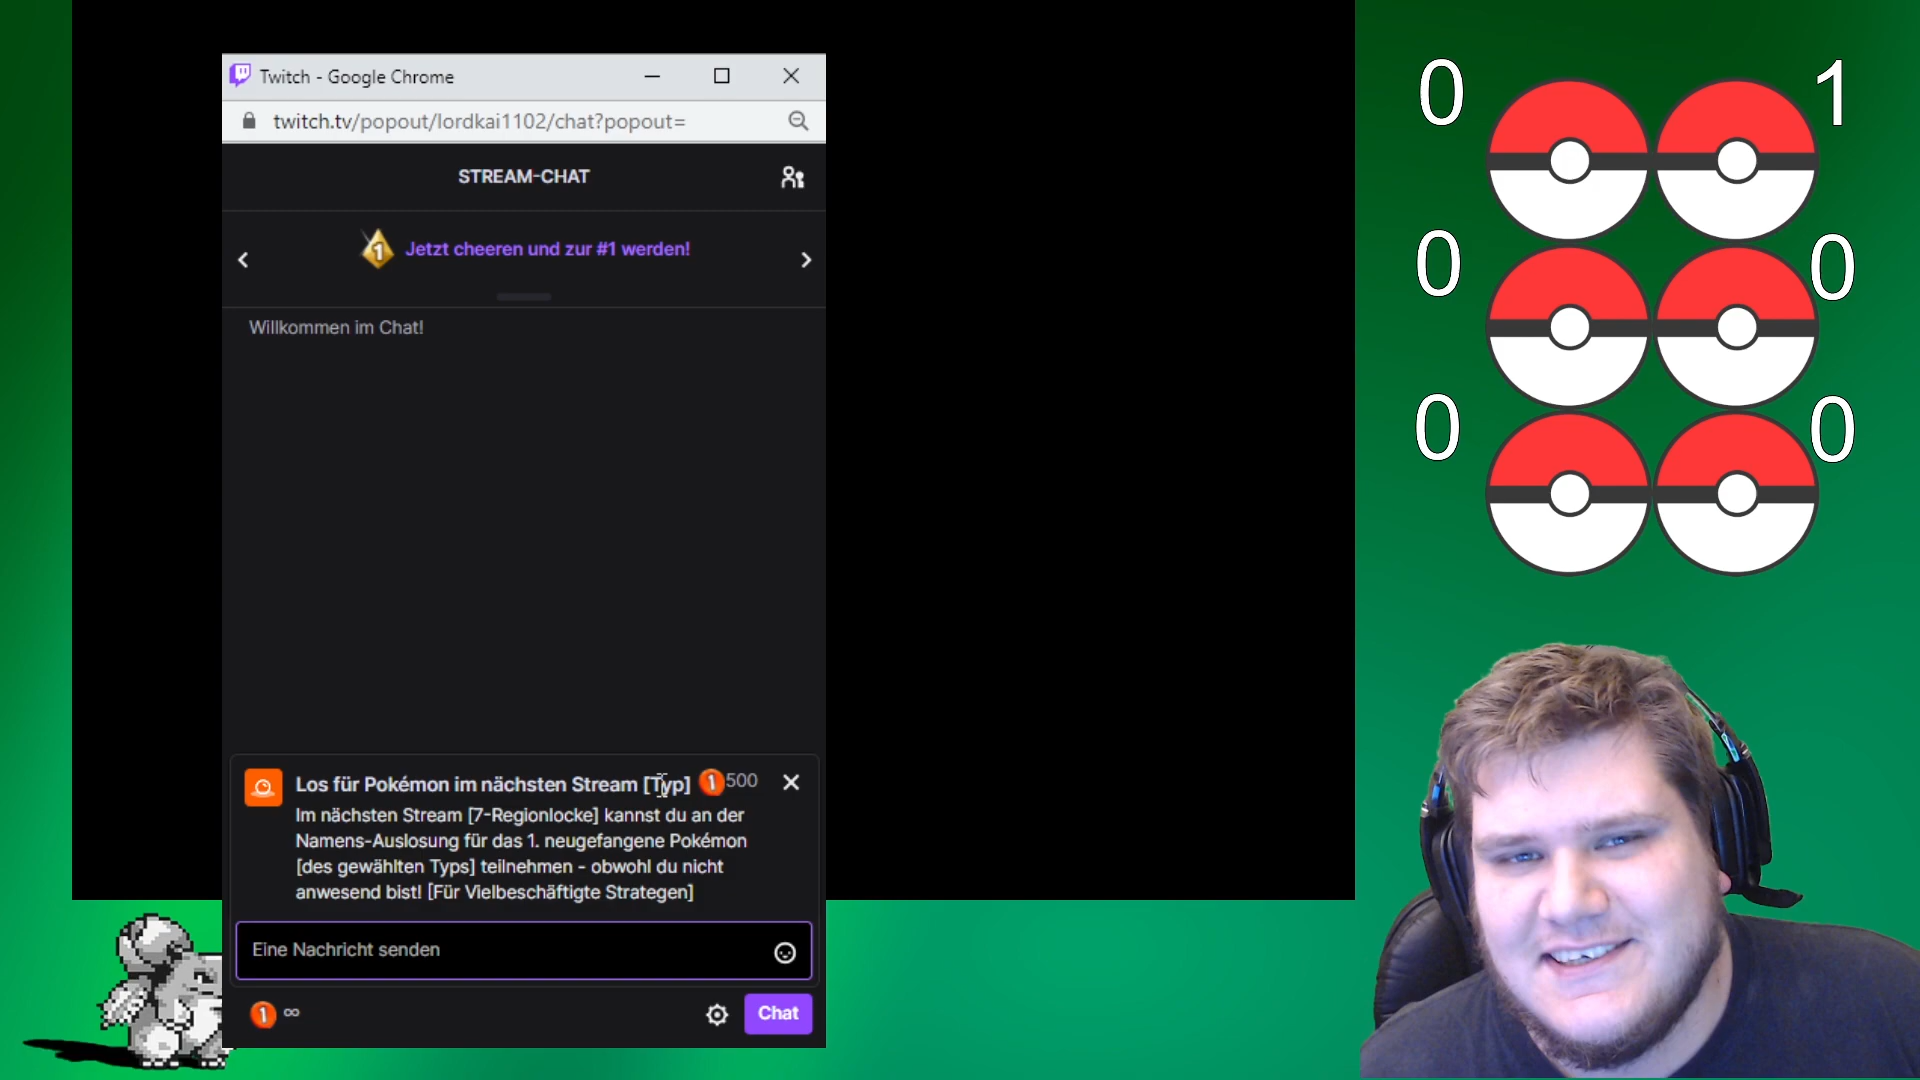 Twitch - Google Chrome
twitch.tv/popout/lordkai1102/chat?popout=
STREAM-CHAT
1 Jetzt cheeren und zur #1 werden!
Willkommen im Chat!
Los für Pokémon im nächsten Stream [Typ] 1 500
Im nächsten Stream [7-Regionlocke] kannst du an der
Namens-Auslosung für das 1. neugefangene Pokémon
[des gewählten Typs] teilnehmen - obwohl du nicht
anwesend bist! [Für Vielbeschäftigte Strategen]
Eine Nachricht senden
1 ∞
Chat
0 1
0 0
0 0